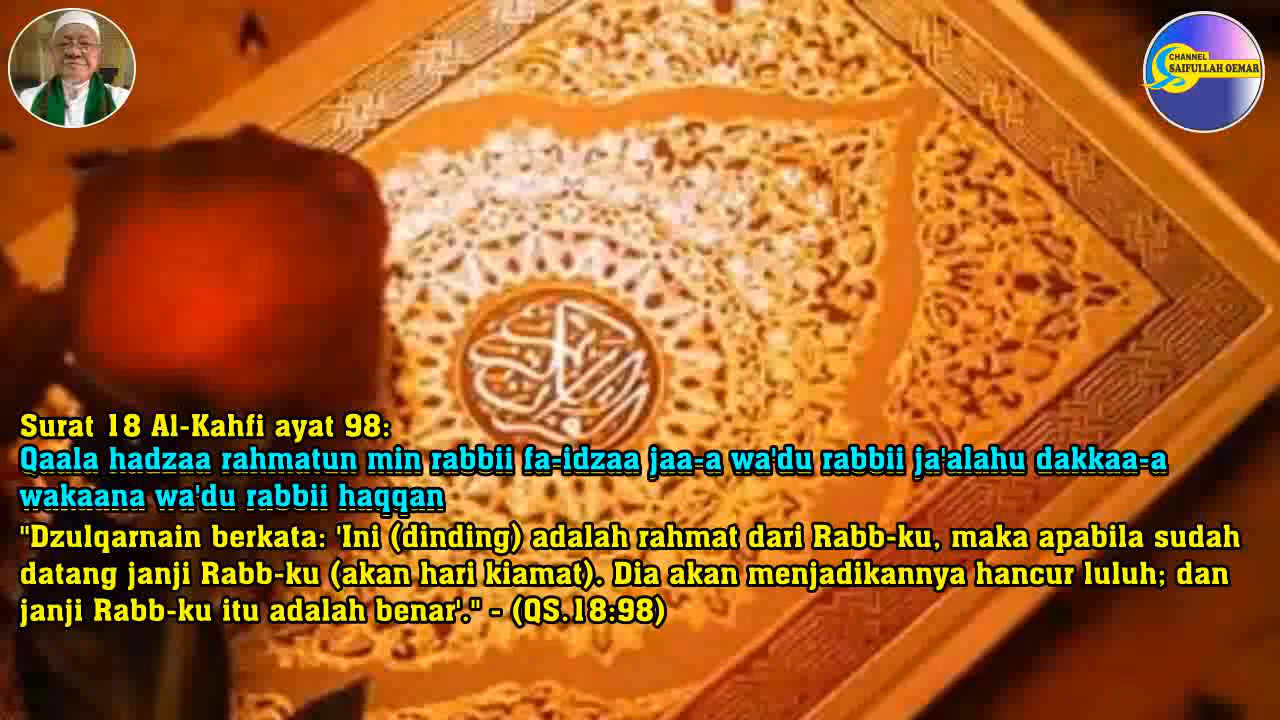 CHANNEL
SAIFULLAH OEMAR
Surat 18 Al-Kahfi ayat 98:
Qaala hadzaa rahmatun min rabbii fa-idzaa jaa-a wa'du rabbii ja'alahu dakkaa-a
wakaana wa'du rabbii haqqan
"Dzulqarnain berkata: 'Ini (dinding) adalah rahmat dari Rabb-ku, maka apabila sudah
datang janji Rabb-ku (akan hari kiamat). Dia akan menjadikannya hancur luluh; dan
janji Rabb-ku itu adalah benar'." - (QS.18:98)